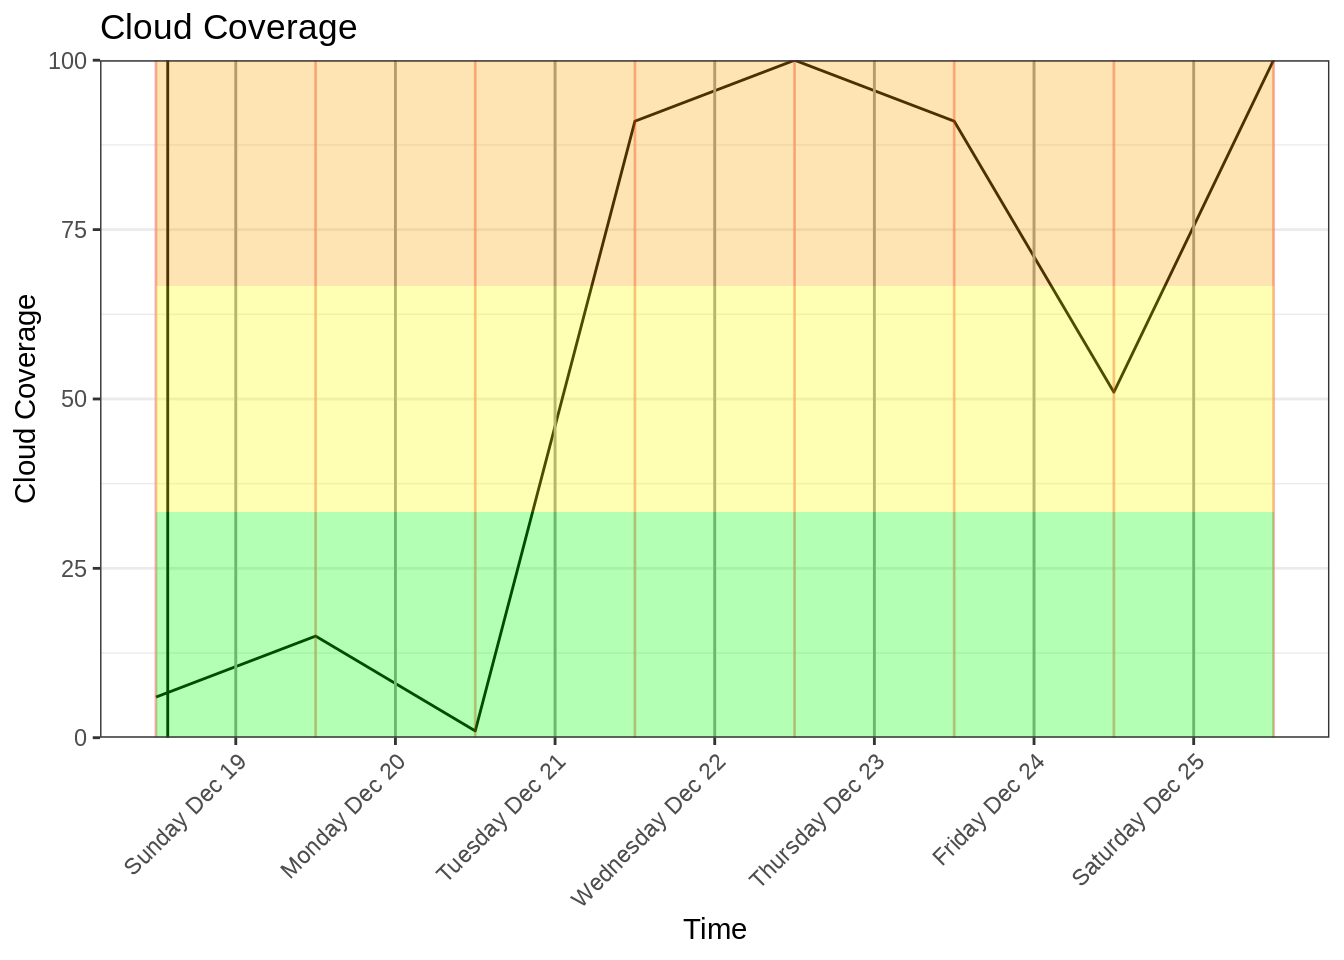 Cloud Coverage
100
75
50
25
0
Cloud Coverage
Sunday Dec 19
Monday Dec 20
Tuesday Dec 21
Wednesday Dec 22
Thursday Dec 23
Friday Dec 24
Saturday Dec 25
Time